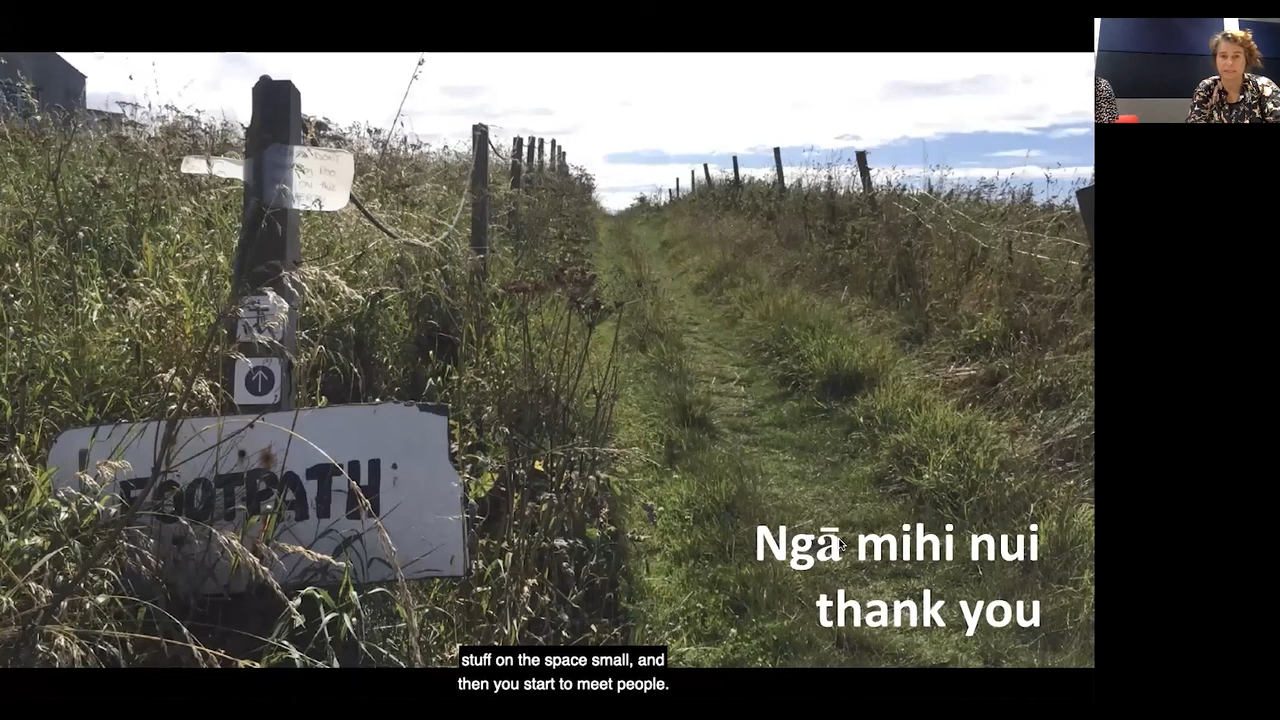 FOOTPATH
Ngā mihi nui
thank you
stuff on the space small, and
then you start to meet people.